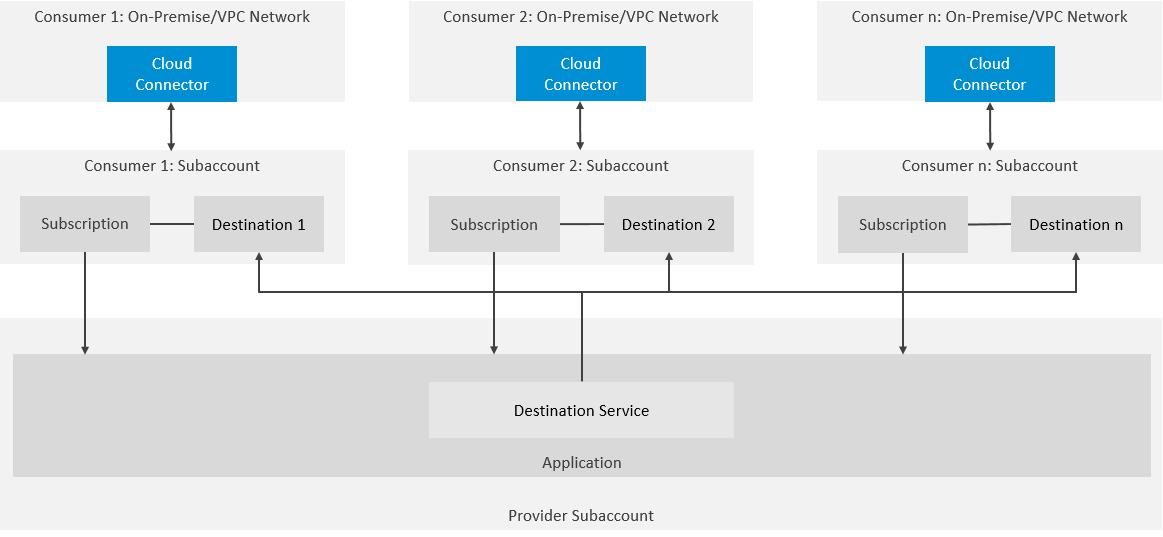 Consumer 1: On-Premise/VPC Network
Consumer 2: On-Premise/VPC Network
Consumer n: On-Premise/VPC Network
Cloud
Connector
Cloud
Connector
Cloud
Connector
Consumer 1: Subaccount
Consumer 2: Subaccount
Consumer n: Subaccount
Subscription
Destination 1
Subscription
Destination 2
Subscription
Destination n
Destination Service
Application
Provider Subaccount